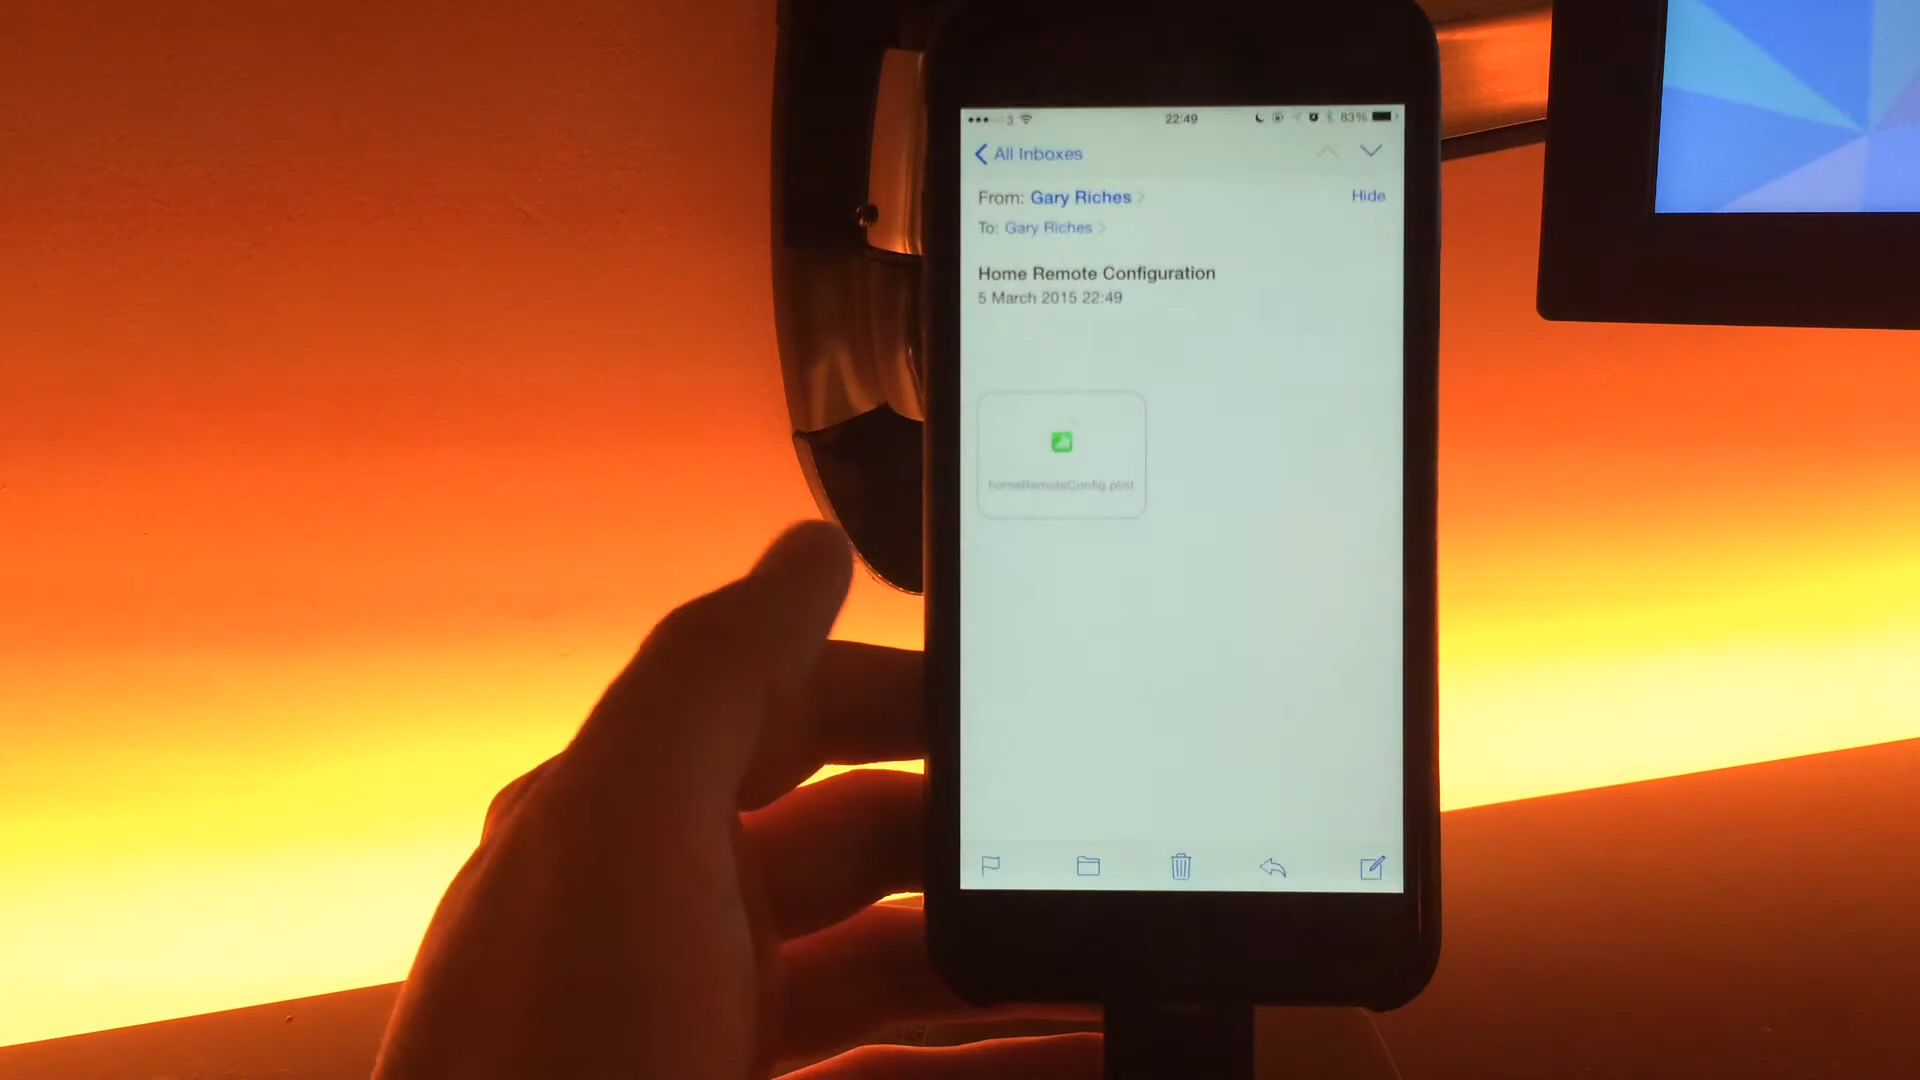 3 22:49 83%
All Inboxes
From: Gary Riches Hide
To: Gary Riches
Home Remote Configuration
5 March 2015 22:49
homeRemoteConfig.plist